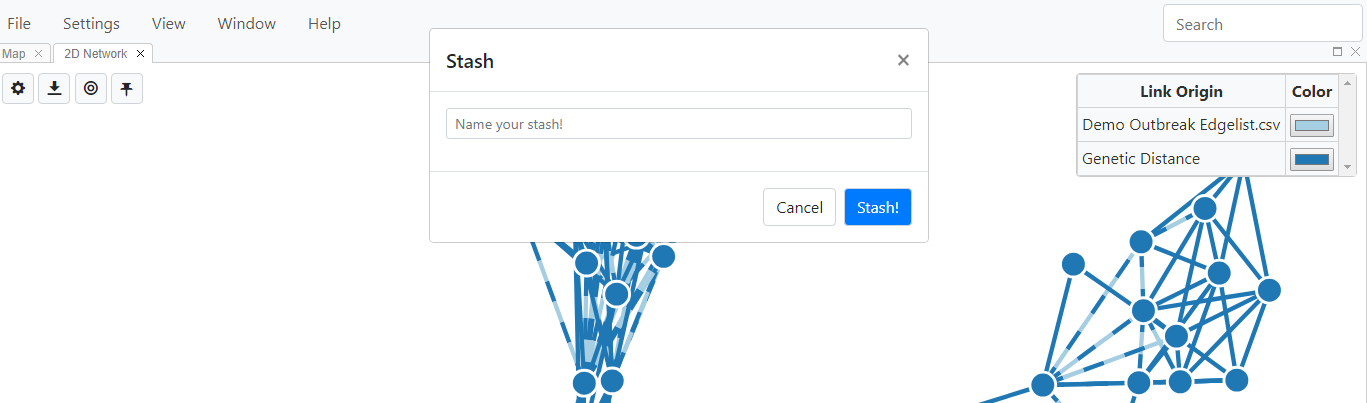 File Settings View Window Help Search
Map × 2D Network ×
Stash ×
Name your stash!
Cancel Stash!
Link Origin Color
Demo Outbreak Edgelist.csv
Genetic Distance